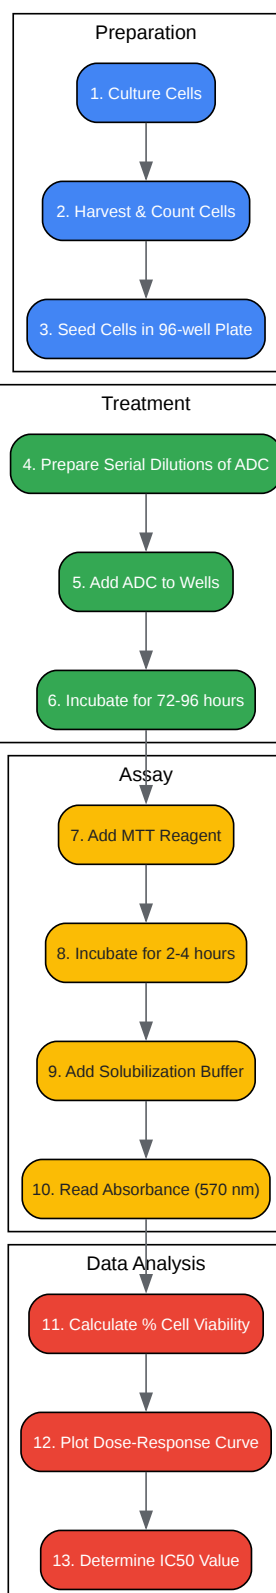 Preparation
1. Culture Cells
2. Harvest & Count Cells
3. Seed Cells in 96-well Plate
Treatment
4. Prepare Serial Dilutions of ADC
5. Add ADC to Wells
6. Incubate for 72-96 hours
Assay
7. Add MTT Reagent
8. Incubate for 2-4 hours
9. Add Solubilization Buffer
10. Read Absorbance (570 nm)
Data Analysis
11. Calculate % Cell Viability
12. Plot Dose-Response Curve
13. Determine IC50 Value